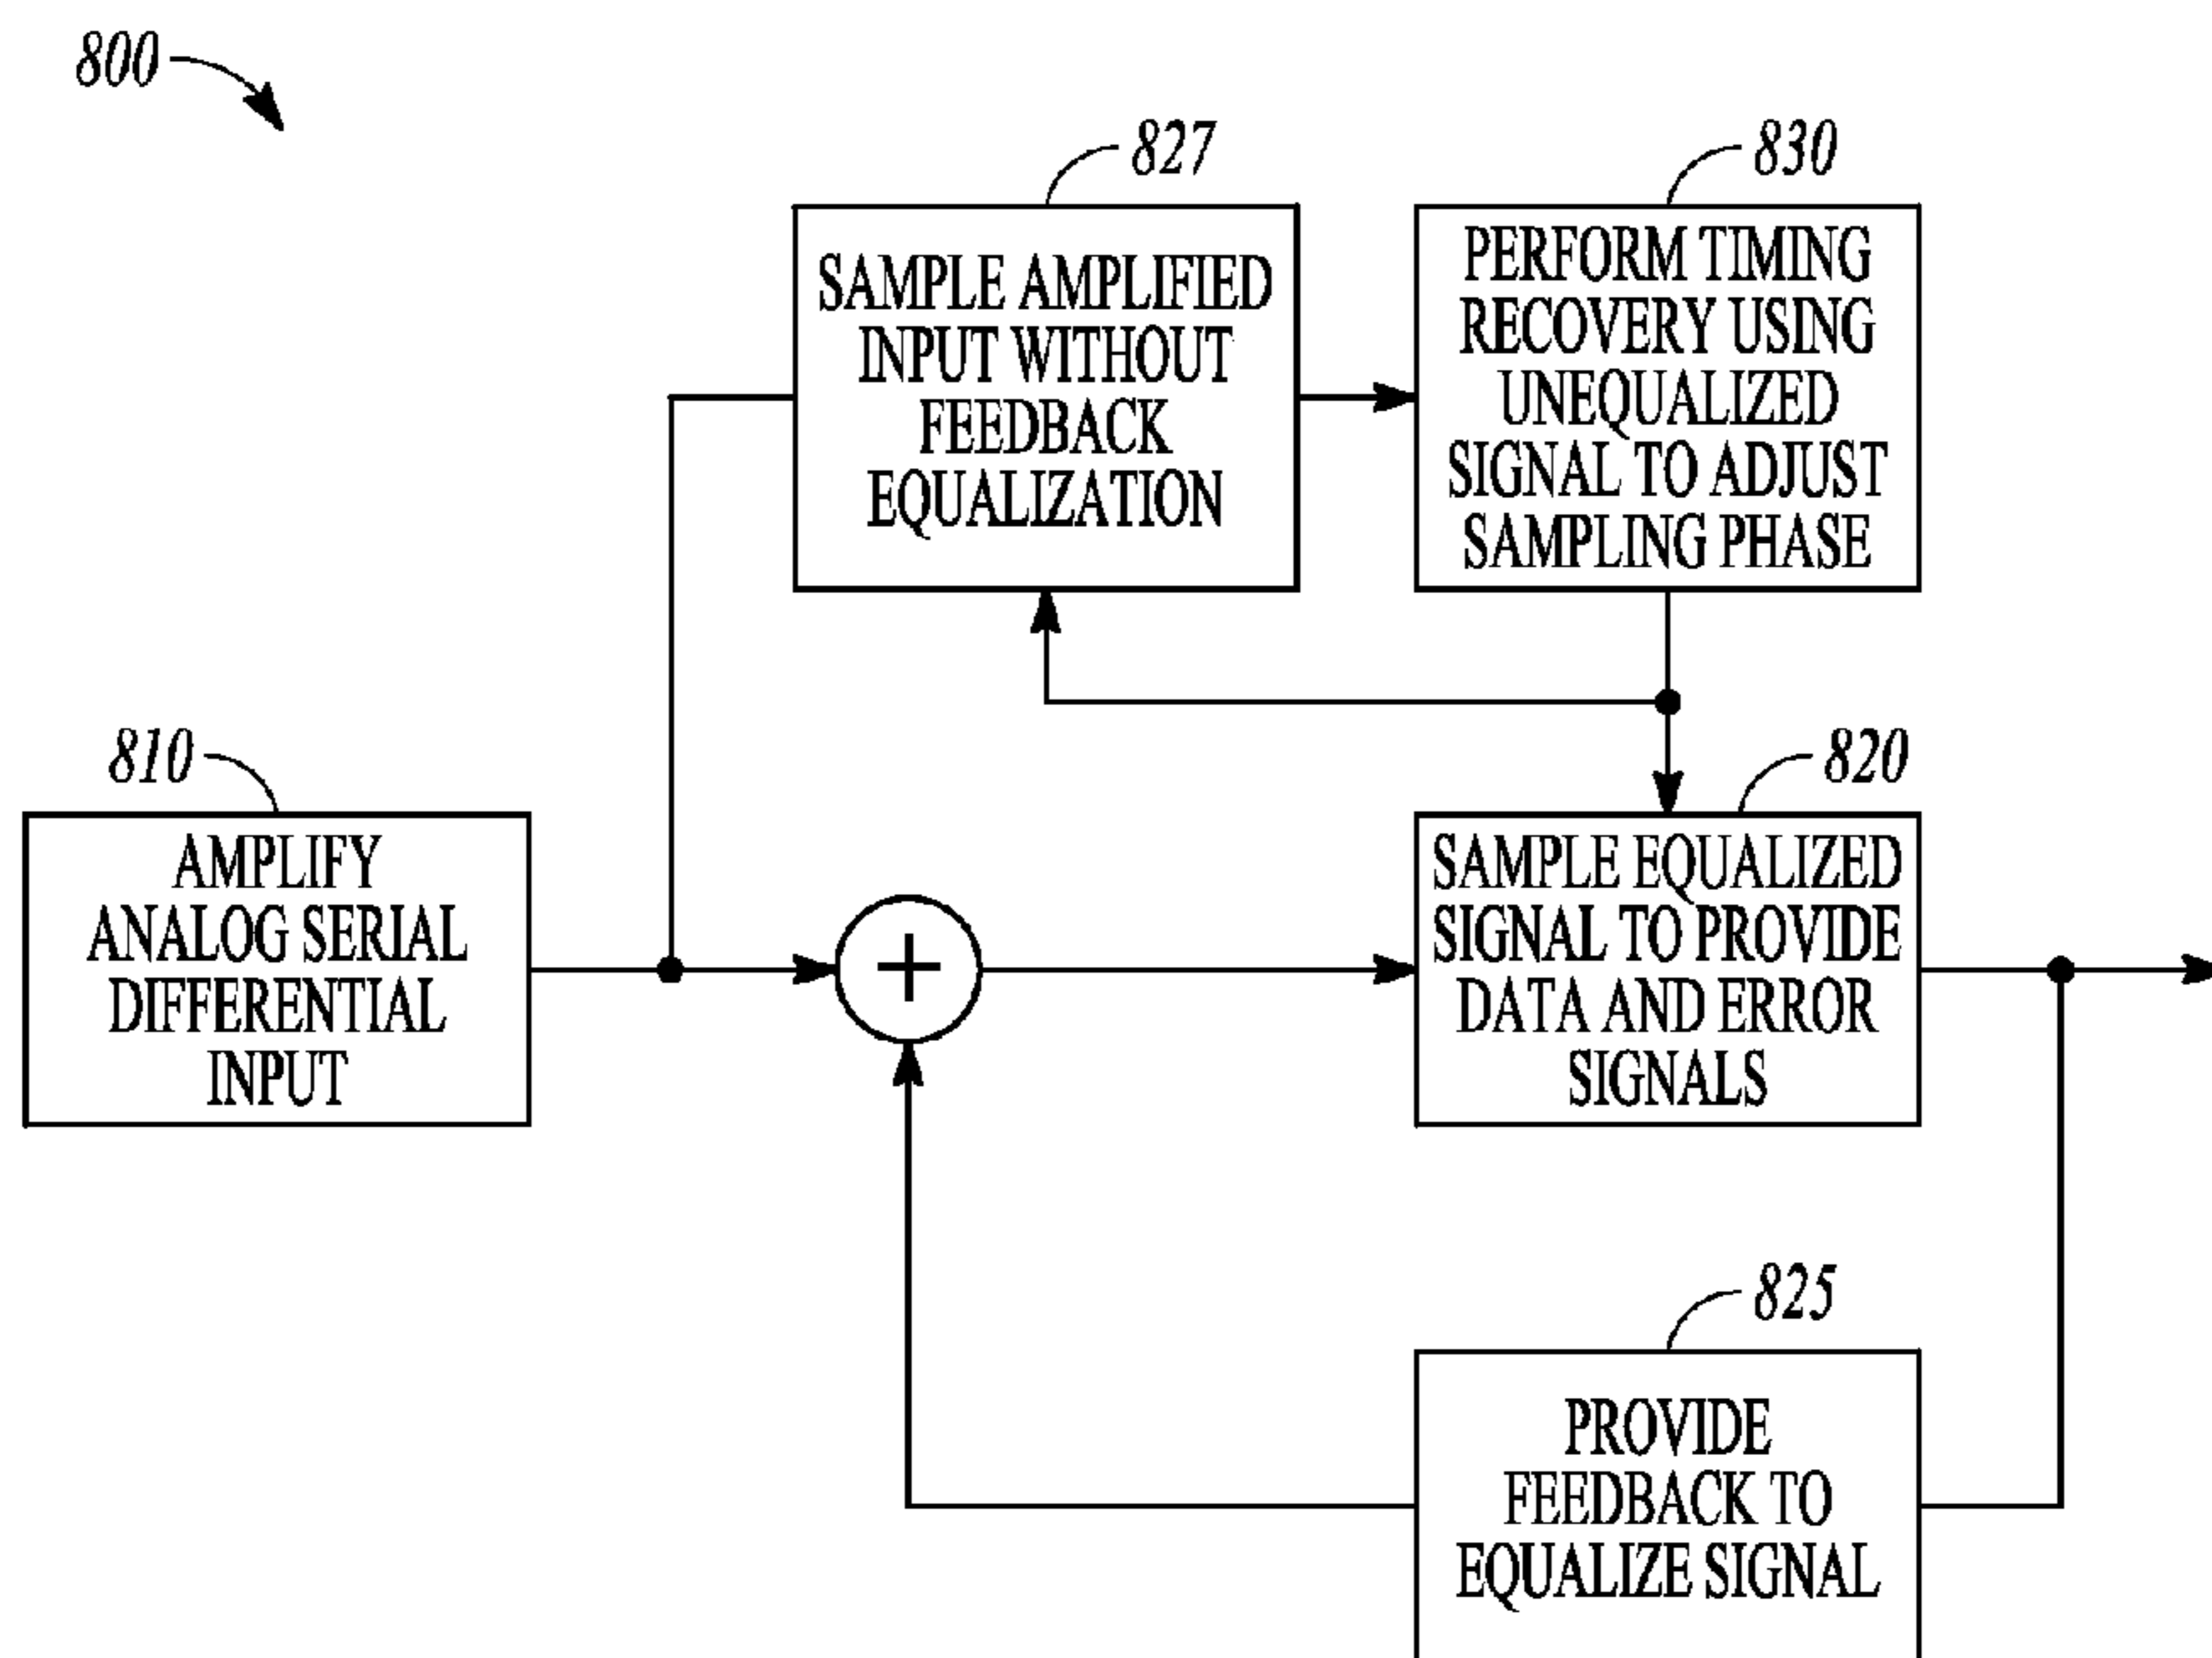 800
827
SAMPLE AMPLIFIED
INPUT WITHOUT
FEEDBACK
EQUALIZATION
830
PERFORM TIMING
RECOVERY USING
UNEQUALIZED
SIGNAL TO ADJUST
SAMPLING PHASE
810
AMPLIFY
ANALOG SERIAL
DIFFERENTIAL
INPUT
+
820
SAMPLE EQUALIZED
SIGNAL TO PROVIDE
DATA AND ERROR
SIGNALS
825
PROVIDE
FEEDBACK TO
EQUALIZE SIGNAL